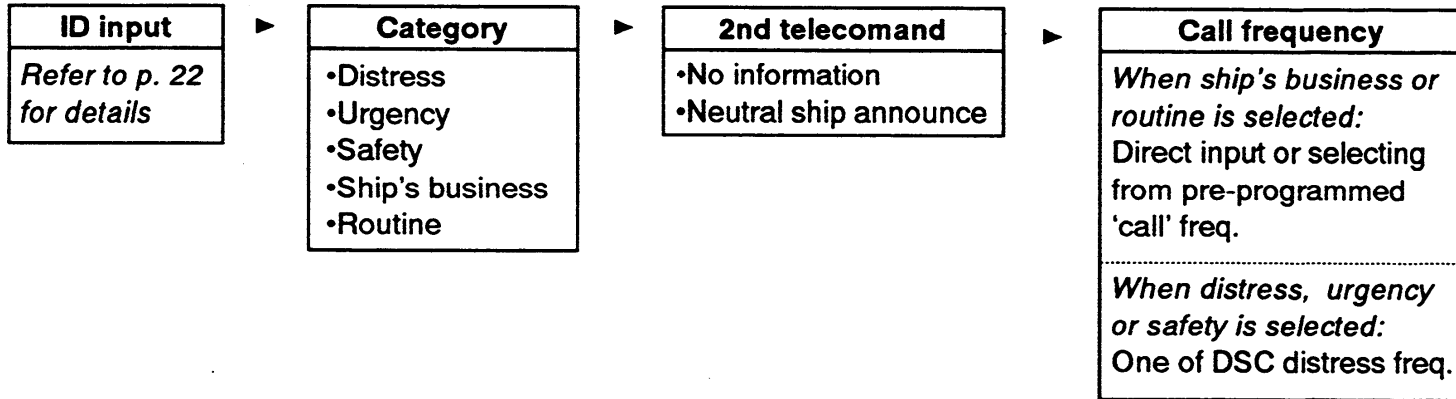 ID input
Refer to p. 22
for details
Category
•Distress
•Urgency
•Safety
•Ship's business
•Routine
2nd telecomand
•No information
•Neutral ship announce
Call frequency
When ship's business or
routine is selected:
Direct input or selecting
from pre-programmed
'call' freq.
When distress, urgency
or safety is selected:
One of DSC distress freq.